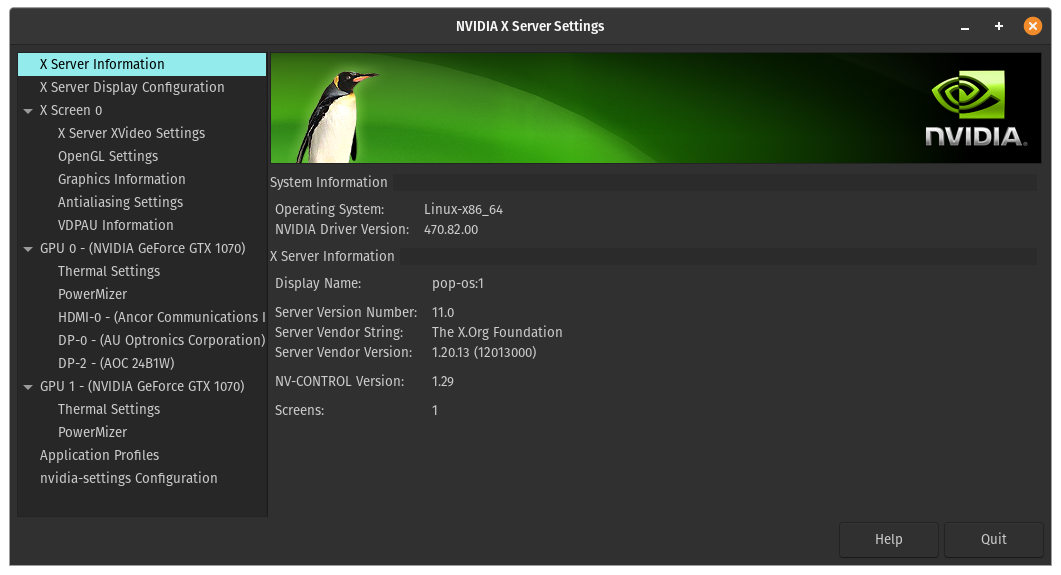 NVIDIA X Server Settings
X Server Information
X Server Display Configuration
X Screen 0
X Server XVideo Settings
OpenGL Settings
Graphics Information
Antialiasing Settings
VDPAU Information
GPU 0 - (NVIDIA GeForce GTX 1070)
Thermal Settings
PowerMizer
HDMI-0 - (Ancor Communications I
DP-0 - (AU Optronics Corporation)
DP-2 - (AOC 24B1W)
GPU 1 - (NVIDIA GeForce GTX 1070)
Thermal Settings
PowerMizer
Application Profiles
nvidia-settings Configuration
NVIDIA.
System Information
Operating System: Linux-x86_64
NVIDIA Driver Version: 470.82.00
X Server Information
Display Name: pop-os:1
Server Version Number: 11.0
Server Vendor String: The X.Org Foundation
Server Vendor Version: 1.20.13 (12013000)
NV-CONTROL Version: 1.29
Screens: 1
Help Quit